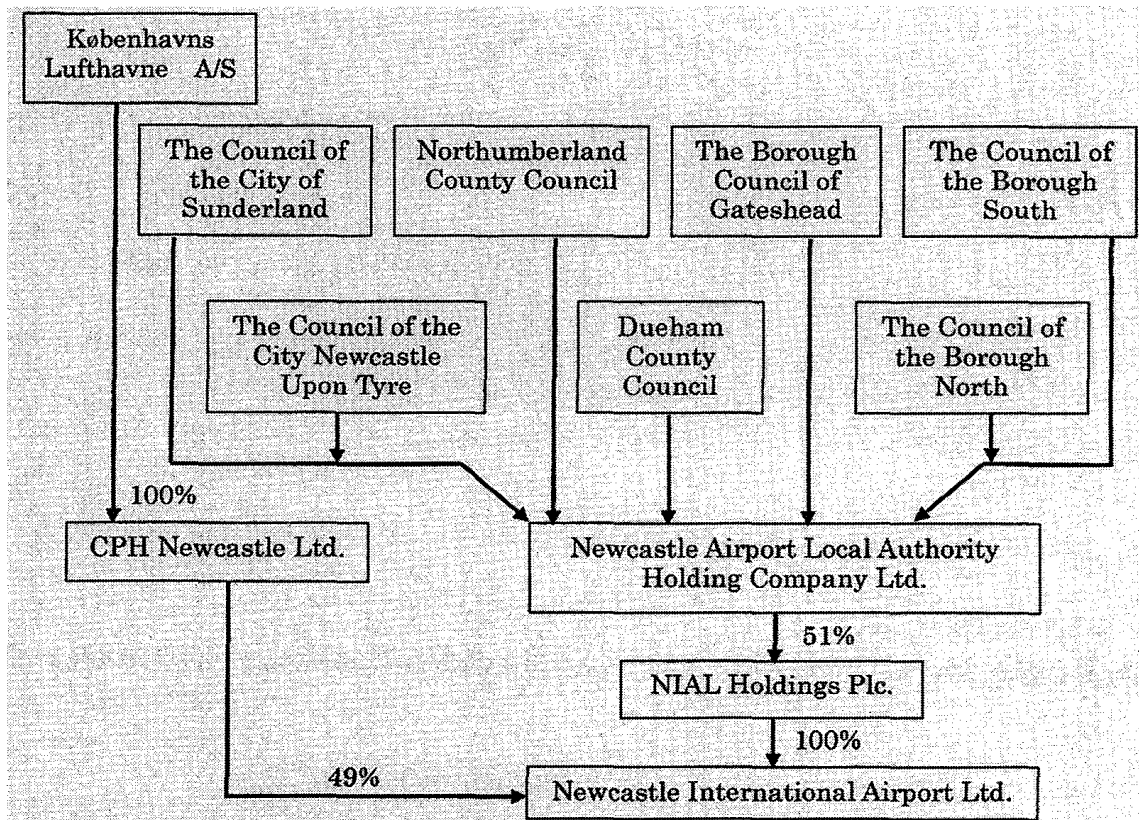 Københavns
Lufthavne A/S
The Council of
the City of
Sunderland
Northumberland
County Council
The Borough
Council of
Gateshead
The Council of
the Borough
South
The Council of the
City Newcastle
Upon Tyre
Dueham
County
Council
The Council of
the Borough
North
100%
CPH Newcastle Ltd.
Newcastle Airport Local Authority
Holding Company Ltd.
51%
NIAL Holdings Plc.
100%
49%
Newcastle International Airport Ltd.